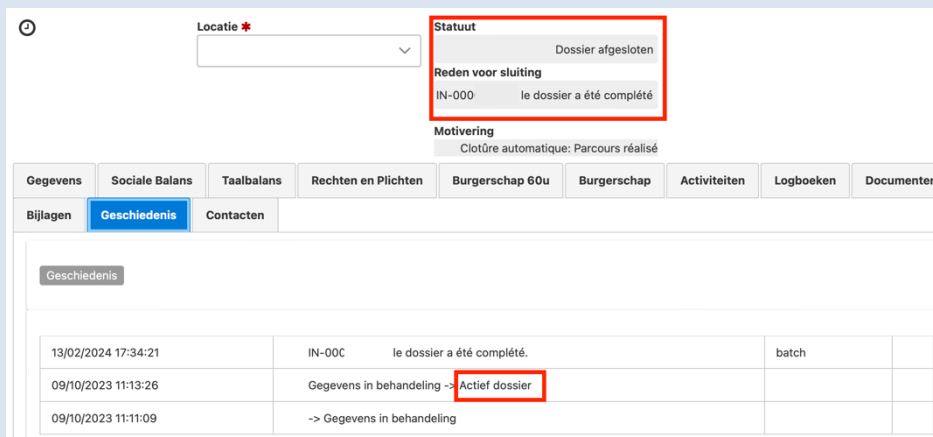 Locatie ✱
Statuut
Dossier afgesloten
Reden voor sluiting
IN-000 le dossier a été complété
Motivering
Clotûre automatique: Parcours réalisé
Gegevens Sociale Balans Taalbalans Rechten en Plichten Burgerschap 60u Burgerschap Activiteiten Logboeken Documenten
Bijlagen Geschiedenis Contacten
Geschiedenis
13/02/2024 17:34:21 IN-000 le dossier a été complété. batch
09/10/2023 11:13:26 Gegevens in behandeling -> Actief dossier
09/10/2023 11:11:09 -> Gegevens in behandeling